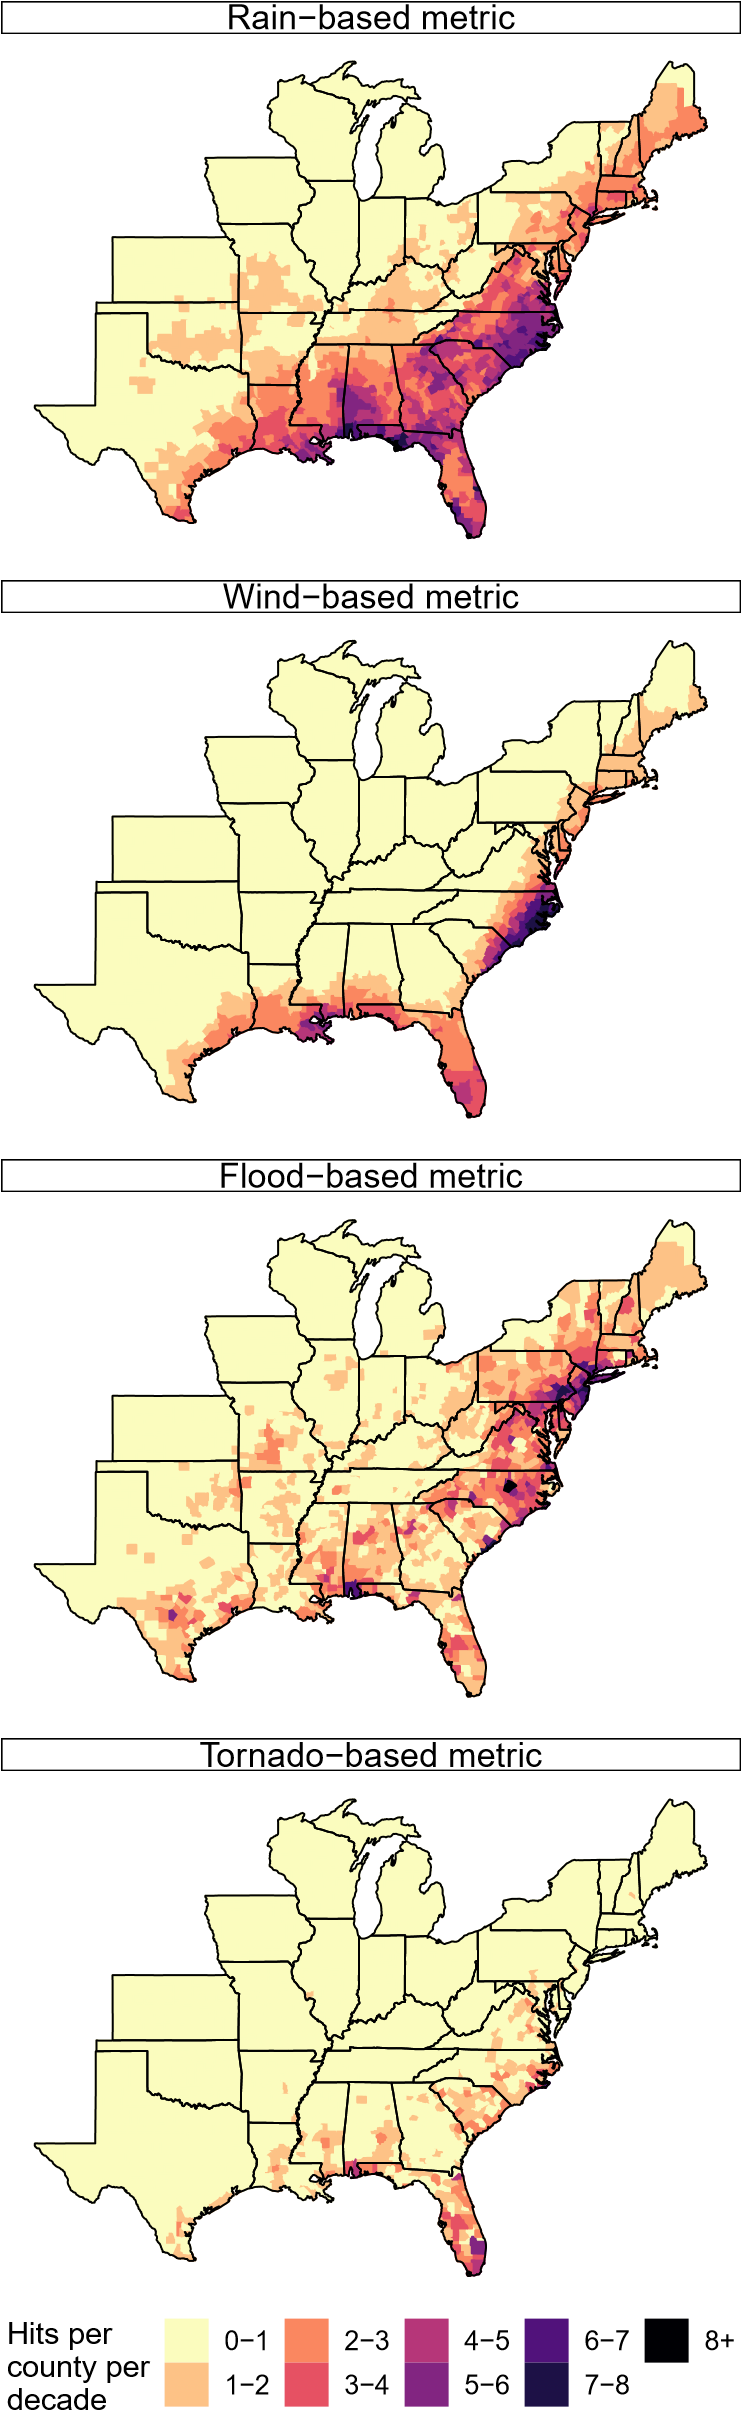 Rain−based metric
Wind−based metric
Flood−based metric
Tornado−based metric
Hits per
county per
decade
0−1
2−3
4−5
6−7
8+
1−2
3−4
5−6
7−8